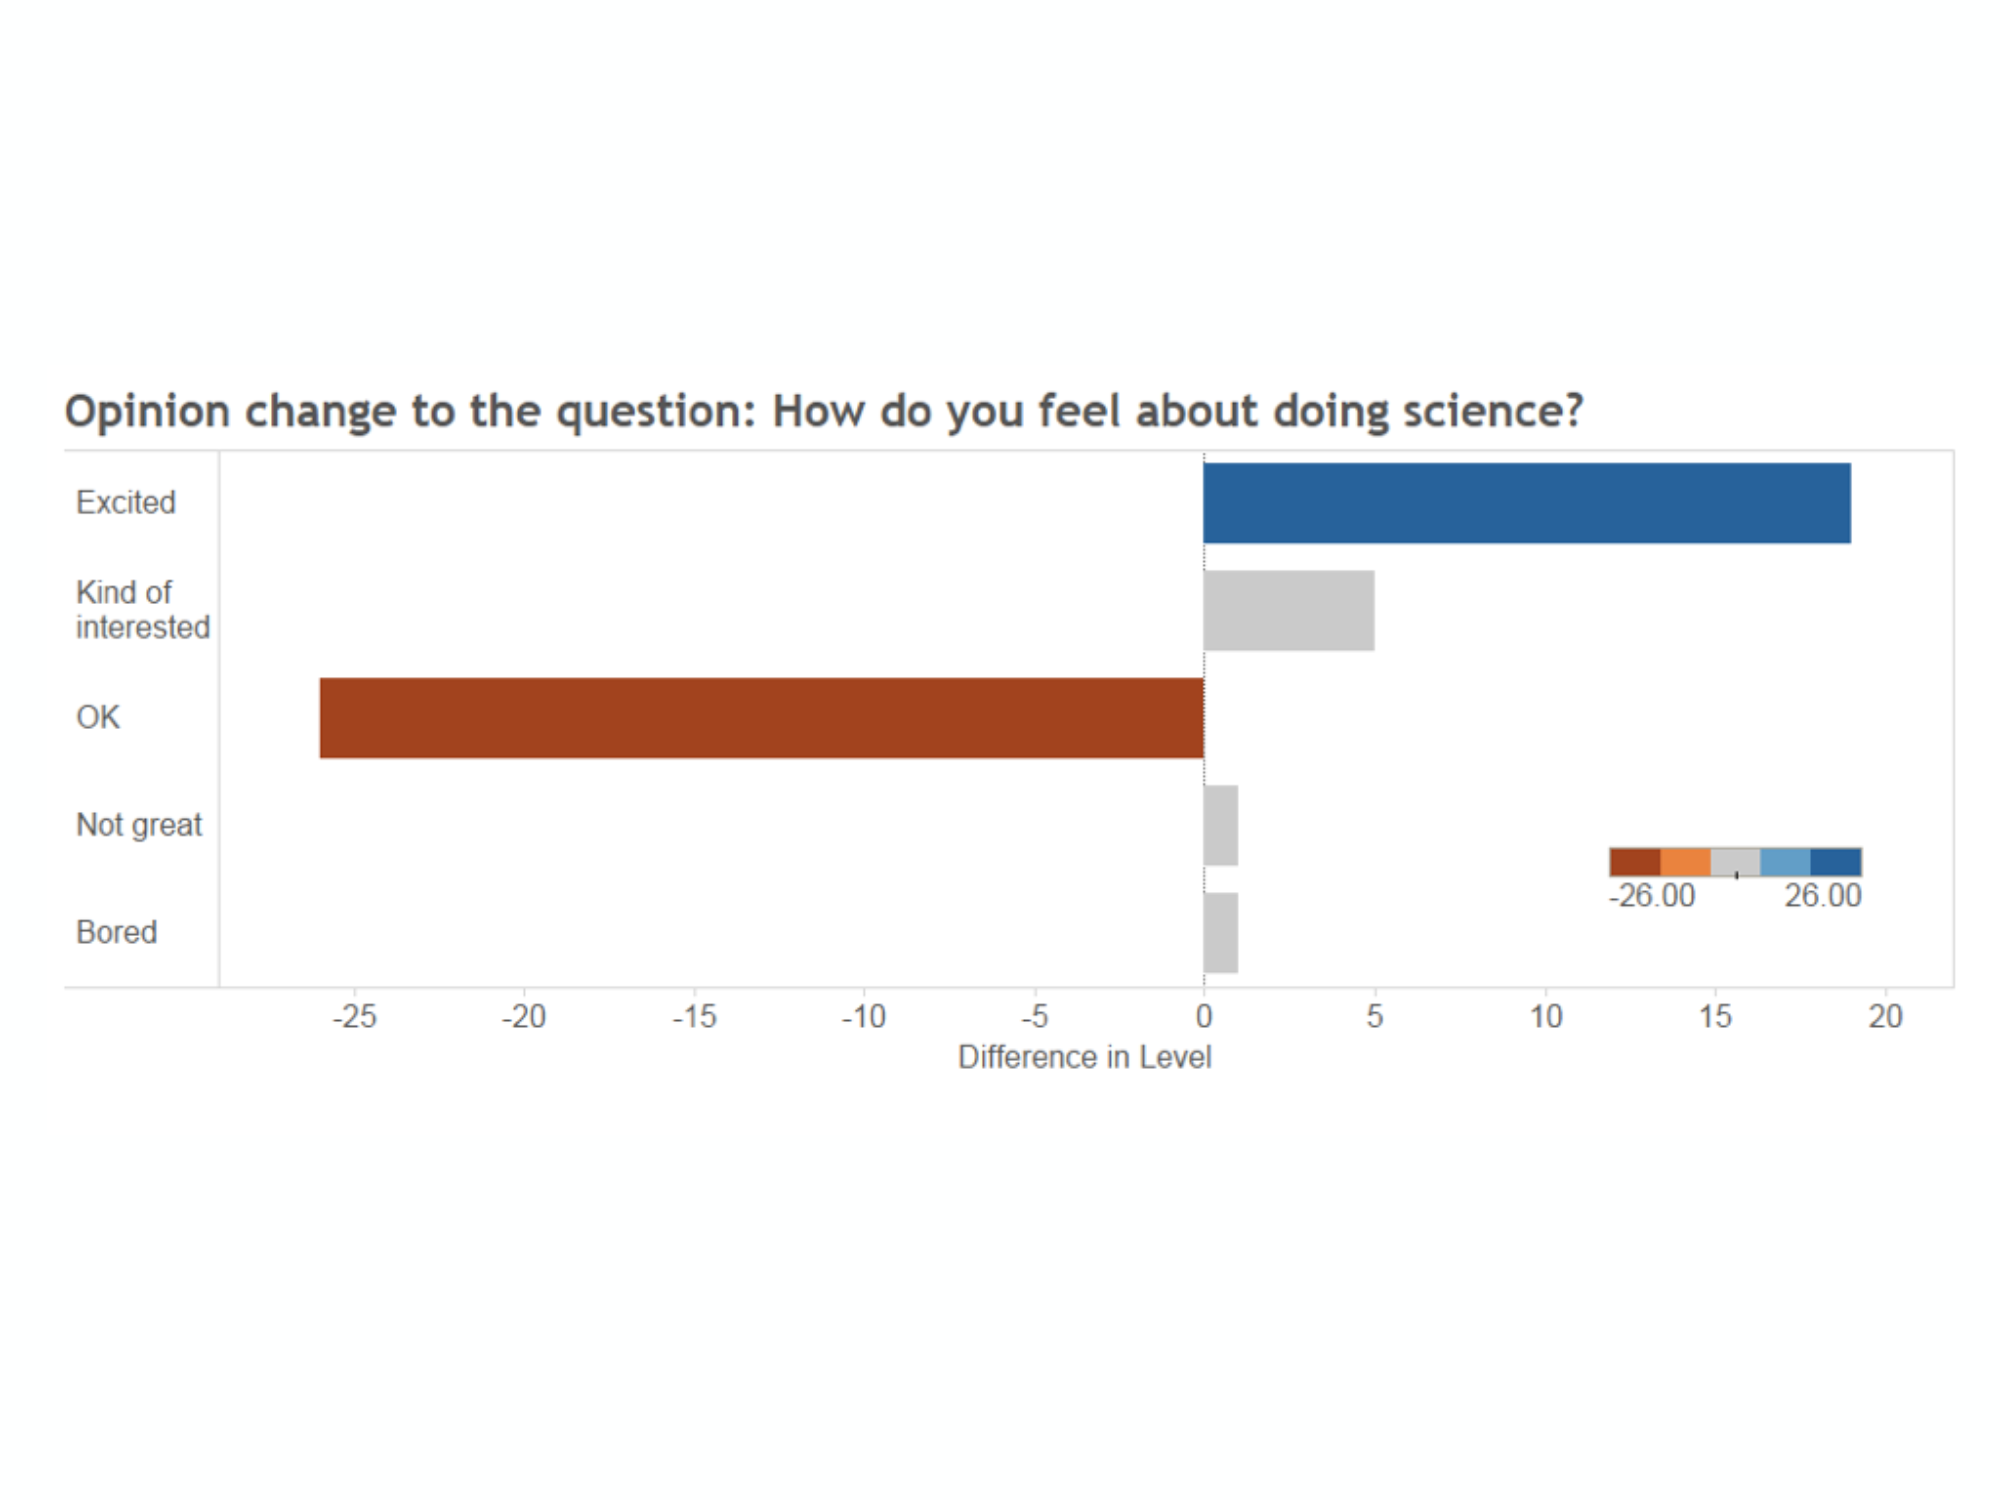 Opinion change to the question: How do you feel about doing science?
Excited
Kind of
interested
OK
Not great
Bored
-26.00 26.00
-25 -20 -15 -10 -5 0 5 10 15 20
Difference in Level